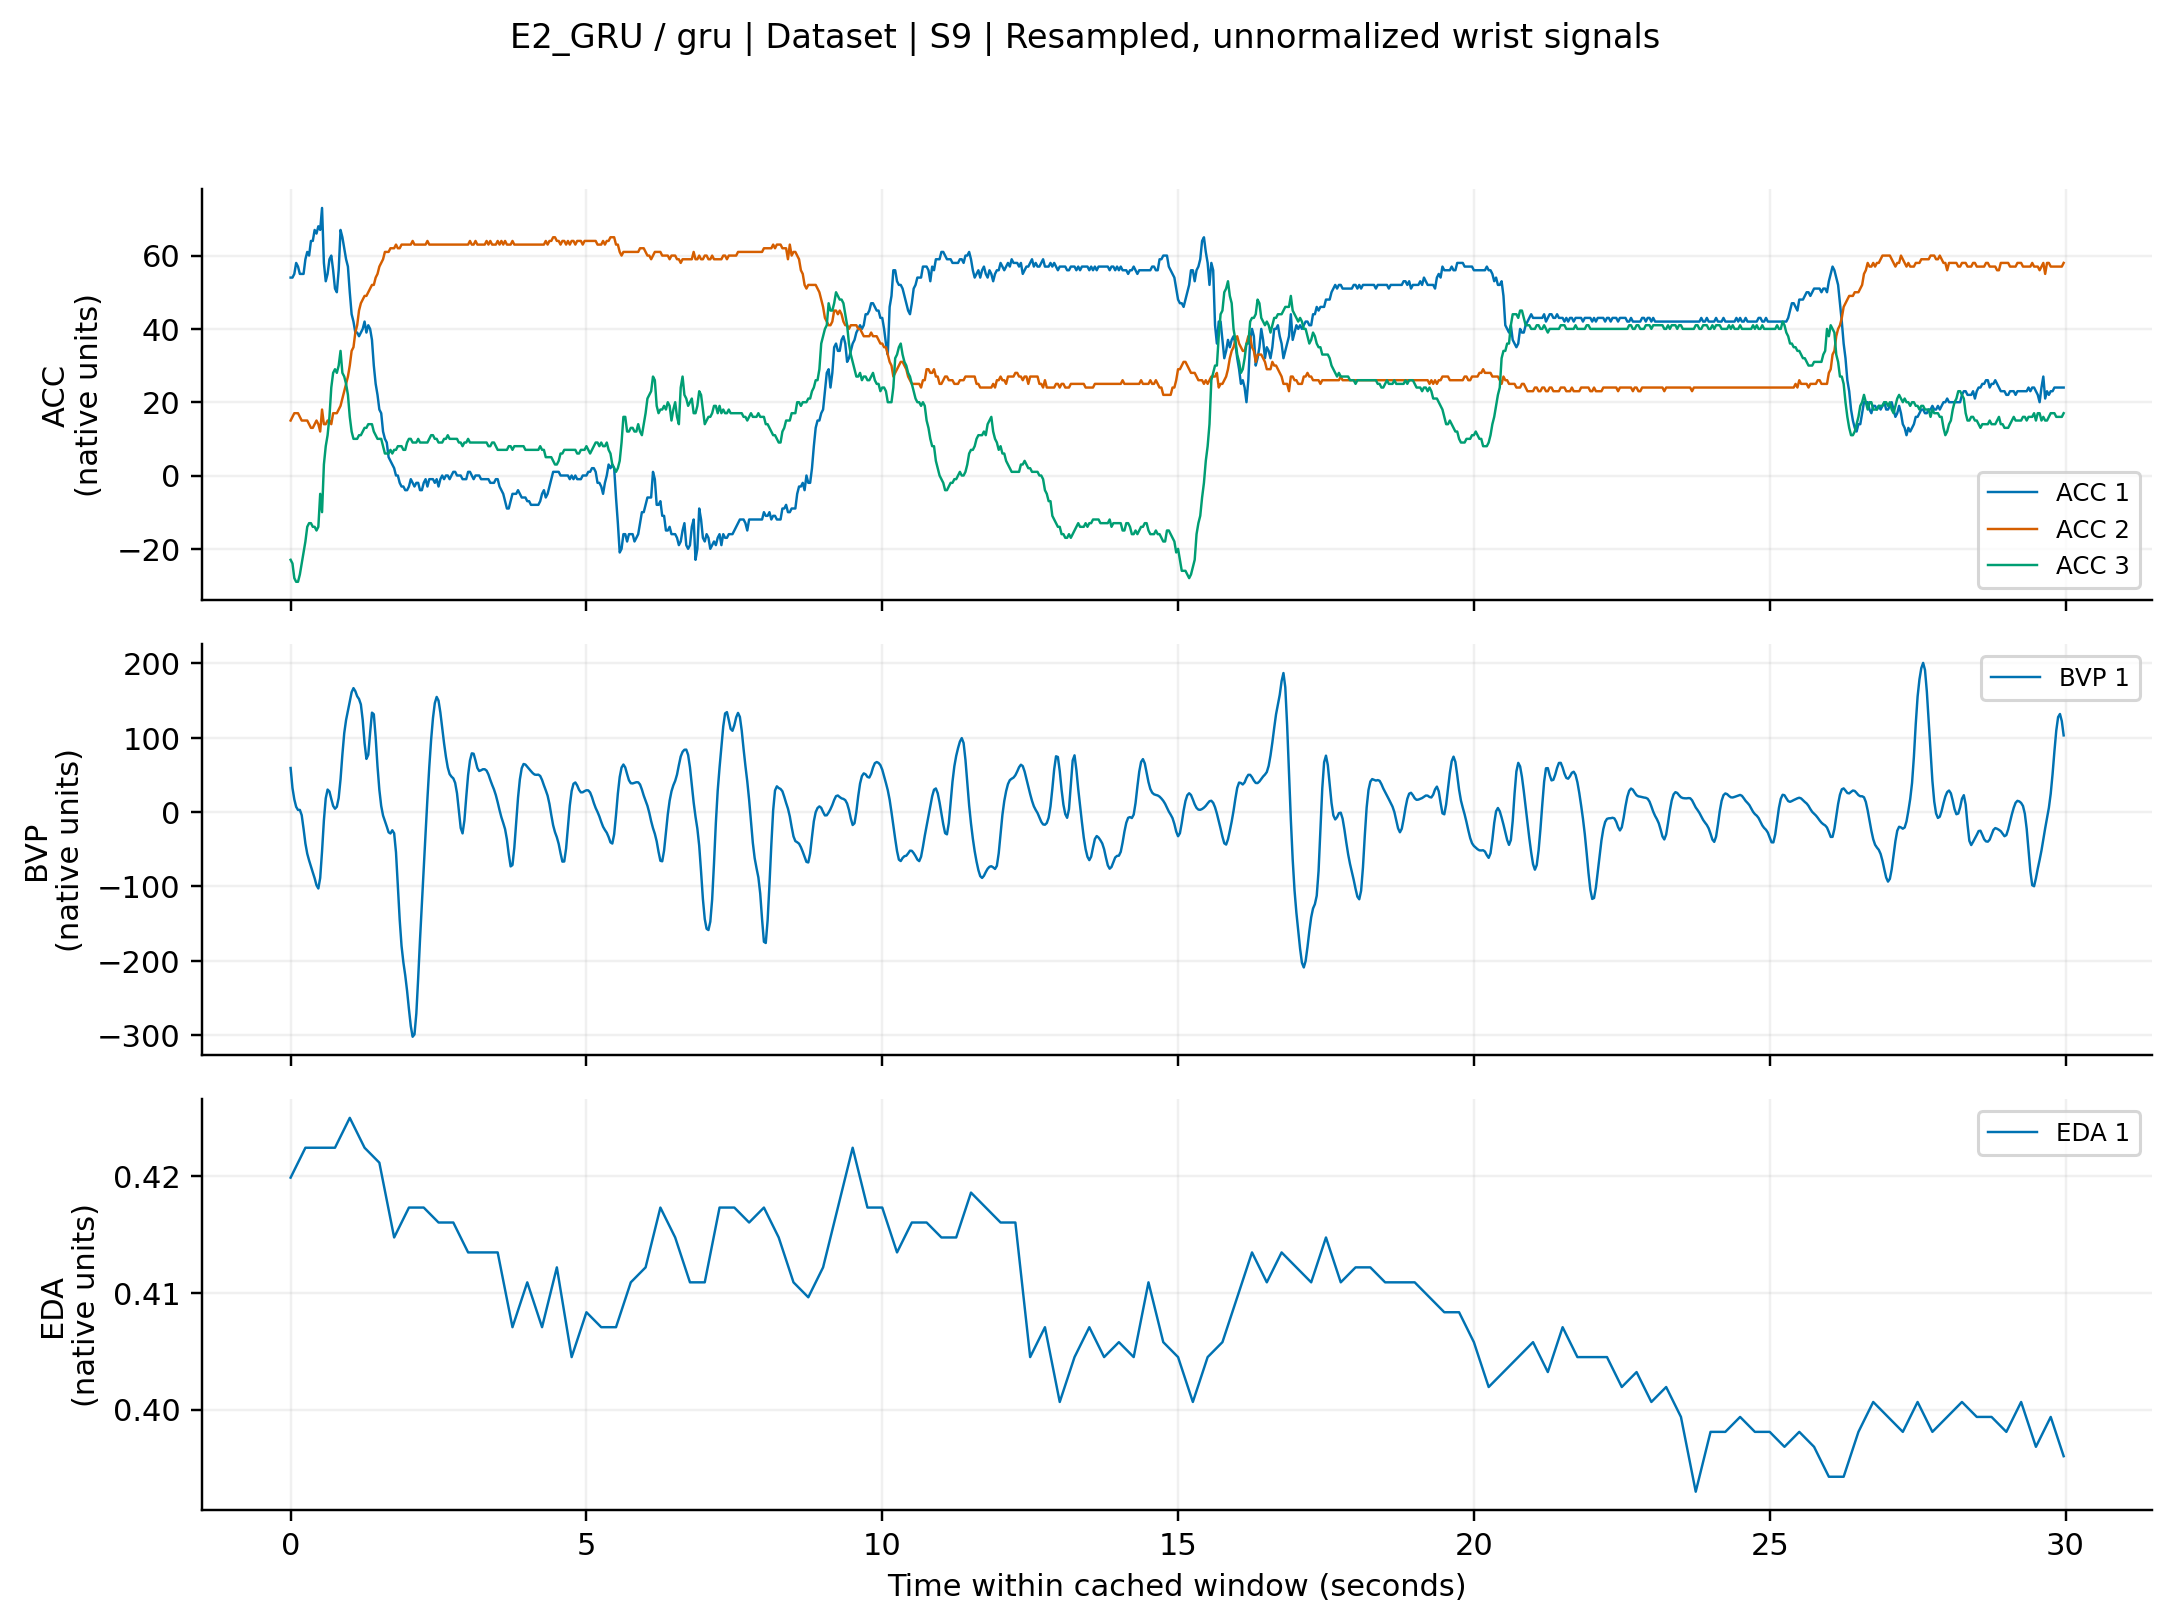 E2_GRU / gru | Dataset | S9 | Resampled, unnormalized wrist signals
ACC
(native units)
60
40
20
0
−20
ACC 1
ACC 2
ACC 3
BVP
(native units)
200
100
0
−100
−200
−300
BVP 1
EDA
(native units)
0.42
0.41
0.40
EDA 1
0 5 10 15 20 25 30
Time within cached window (seconds)